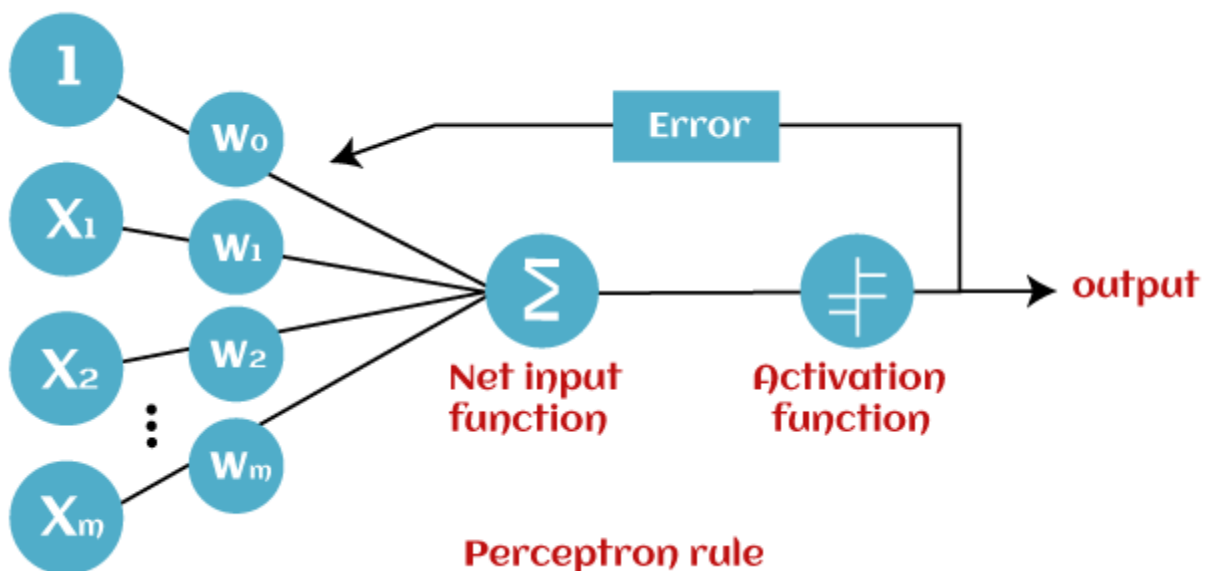 1
W₀
Error
X₁
W₁
Σ
output
X₂
W₂
Net input
function
Activation
function
Wₘ
Xₘ
Perceptron rule